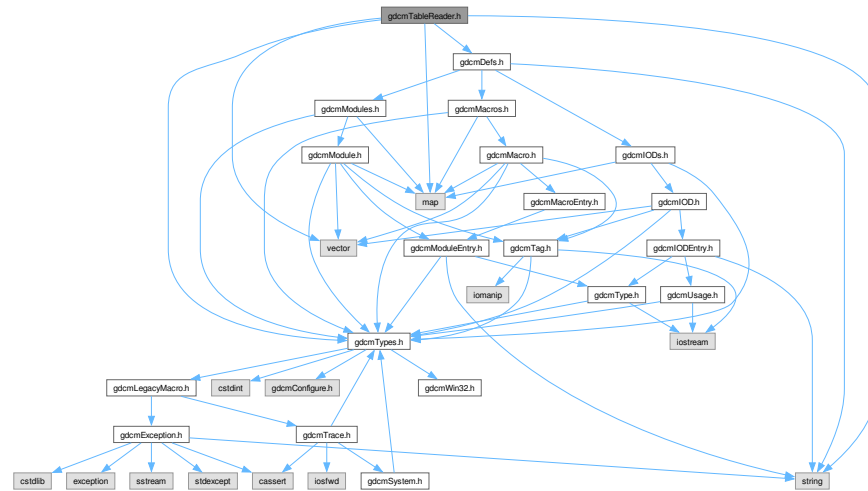 gdcmTableReader.h
gdcmDefs.h
gdcmModules.h
gdcmMacros.h
gdcmModule.h
gdcmMacro.h
gdcmIODs.h
map
gdcmMacroEntry.h
gdcmIOD.h
vector
gdcmModuleEntry.h
gdcmTag.h
gdcmIODEntry.h
iomanip
gdcmType.h
gdcmUsage.h
gdcmTypes.h
iostream
gdcmLegacyMacro.h
cstdint
gdcmConfigure.h
gdcmWin32.h
gdcmException.h
gdcmTrace.h
cstdlib
exception
sstream
stdexcept
cassert
iosfwd
gdcmSystem.h
string